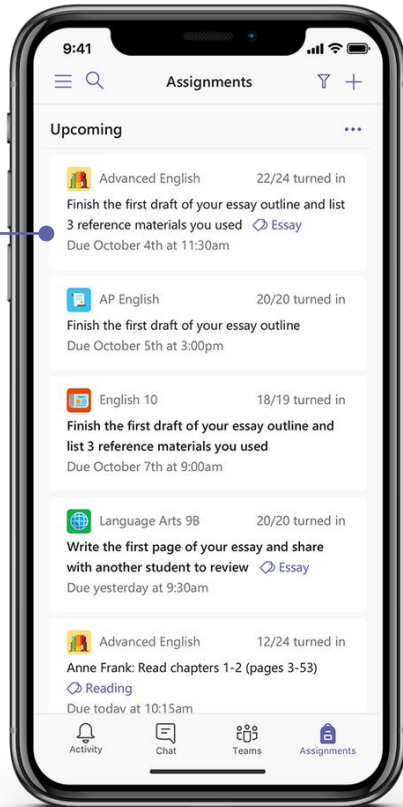 9:41
Assignments
Upcoming
Advanced English 22/24 turned in
Finish the first draft of your essay outline and list
3 reference materials you used Essay
Due October 4th at 11:30am
AP English 20/20 turned in
Finish the first draft of your essay outline
Due October 5th at 3:00pm
English 10 18/19 turned in
Finish the first draft of your essay outline and
list 3 reference materials you used
Due October 7th at 9:00am
Language Arts 9B 20/20 turned in
Write the first page of your essay and share
with another student to review Essay
Due yesterday at 9:30am
Advanced English 12/24 turned in
Anne Frank: Read chapters 1-2 (pages 3-53)
Reading
Due today at 10:15am
Activity Chat Teams Assignments